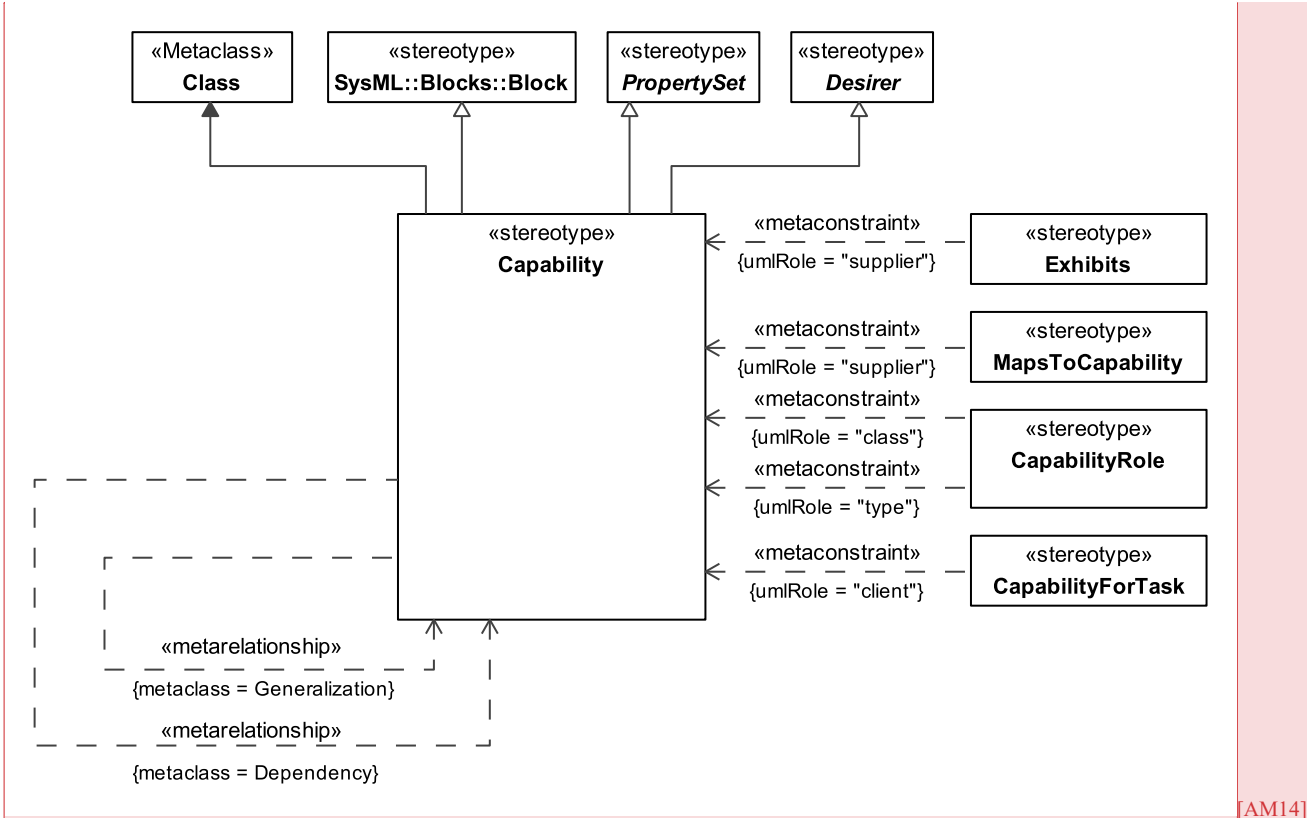 «Metaclass»
Class
«stereotype»
SysML::Blocks::Block
«stereotype»
PropertySet
«stereotype»
Desirer
«stereotype»
Capability
«metaconstraint»
{umlRole = "supplier"}
«stereotype»
Exhibits
«metaconstraint»
{umlRole = "supplier"}
«stereotype»
MapsToCapability
«metaconstraint»
{umlRole = "class"}
«stereotype»
CapabilityRole
«metaconstraint»
{umlRole = "type"}
«metaconstraint»
{umlRole = "client"}
«stereotype»
CapabilityForTask
«metarelationship»
{metaclass = Generalization}
«metarelationship»
{metaclass = Dependency}
[AM14]